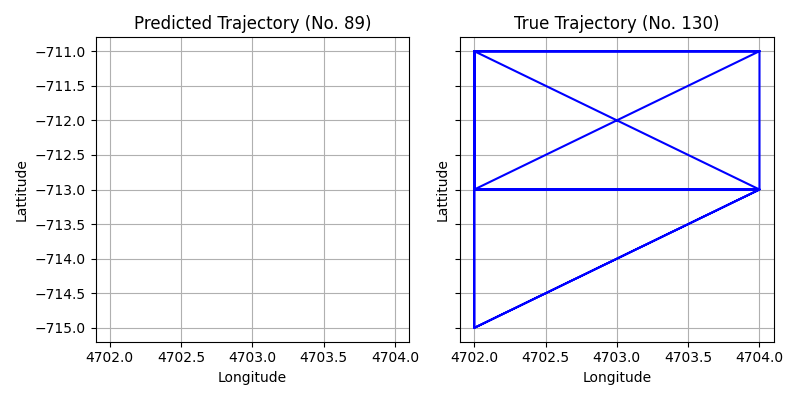 Predicted Trajectory (No. 89)
True Trajectory (No. 130)
−711.0
−711.5
−712.0
−712.5
−713.0
−713.5
−714.0
−714.5
−715.0
Lattitude
Lattitude
4702.0 4702.5 4703.0 4703.5 4704.0
4702.0 4702.5 4703.0 4703.5 4704.0
Longitude
Longitude